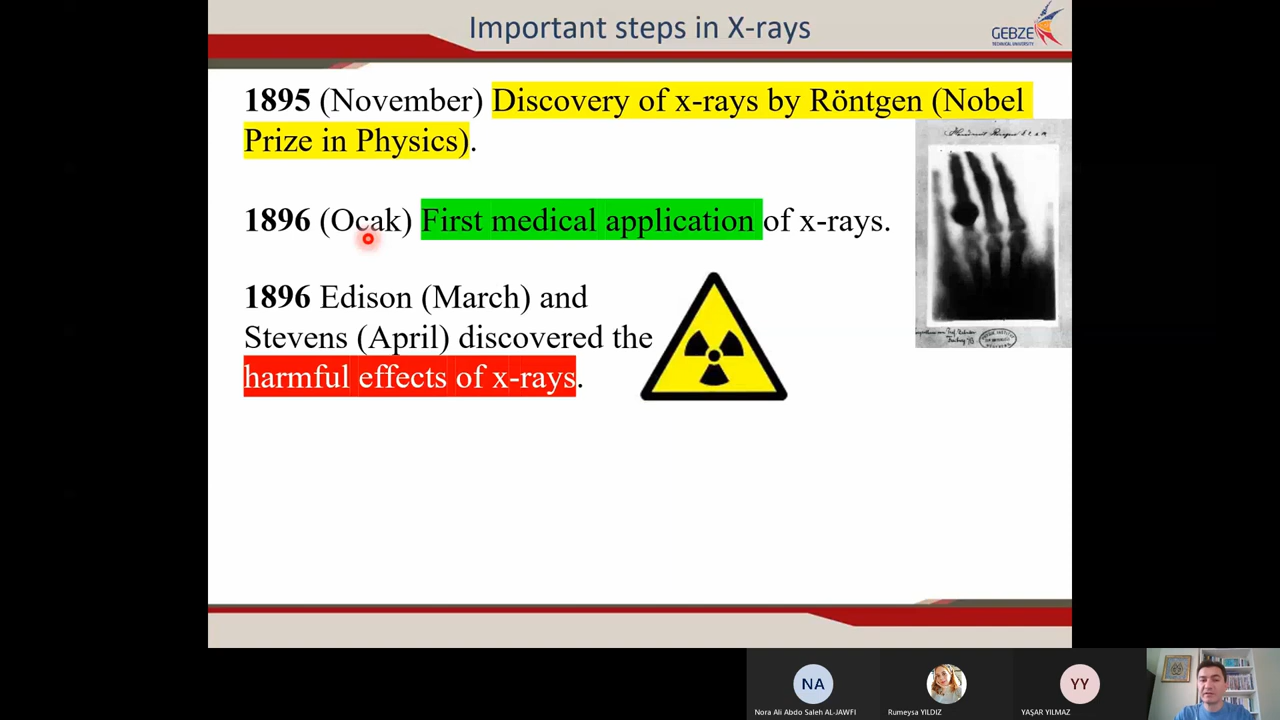 Important steps in X-rays
GEBZE
TECHNICAL UNIVERSITY
1895 (November) Discovery of x-rays by Röntgen (Nobel
Prize in Physics).
1896 (Ocak) First medical application of x-rays.
1896 Edison (March) and
Stevens (April) discovered the
harmful effects of x-rays.
NA
YY
Nora Ali Abdo Saleh AL-JAWFI
Rumeysa YILDIZ
YAŞAR YILMAZ